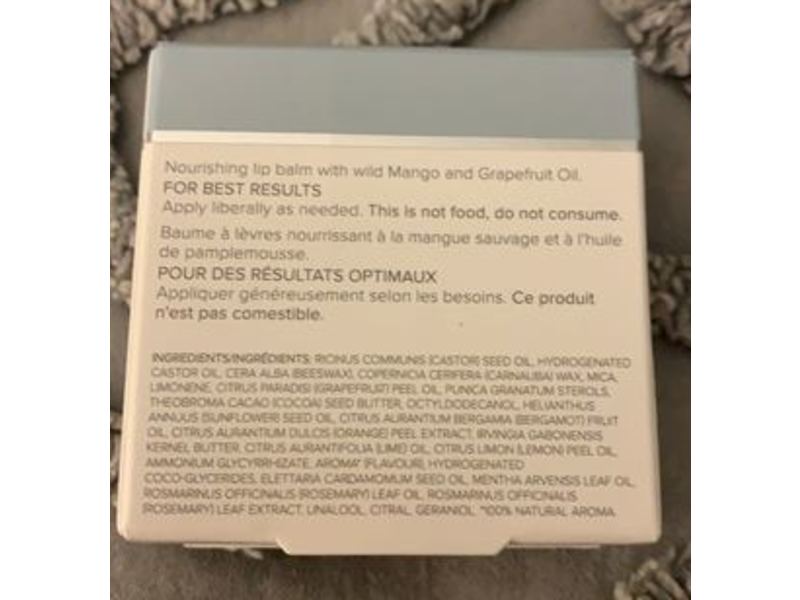 Nourishing lip balm with wild Mango and Grapefruit Oil.
FOR BEST RESULTS
Apply liberally as needed. This is not food, do not consume.
Baume à lèvres nourrissant à la mangue sauvage et à l'huile
de pamplemousse.
POUR DES RÉSULTATS OPTIMAUX
Appliquer généreusement selon les besoins. Ce produit
n'est pas comestible.
INGREDIENTS/INGRÉDIENTS: RICINUS COMMUNIS (CASTOR) SEED OIL, HYDROGENATED
CASTOR OIL, CERA ALBA (BEESWAX), COPERNICIA CERIFERA (CARNAUBA) WAX, MICA,
LIMONENE, CITRUS PARADISI (GRAPEFRUIT) PEEL OIL, PUNICA GRANATUM STEROLS,
THEOBROMA CACAO (COCOA) SEED BUTTER, OCTYLDODECANOL, HELIANTHUS
ANNUUS (SUNFLOWER) SEED OIL, CITRUS AURANTIUM BERGAMIA (BERGAMOT) FRUIT
OIL, CITRUS AURANTIUM DULCIS (ORANGE) PEEL EXTRACT, IRVINGIA GABONENSIS
KERNEL BUTTER, CITRUS AURANTIFOLIA (LIME) OIL, CITRUS LIMON (LEMON) PEEL OIL,
AMMONIUM GLYCYRRHIZATE, AROMA* (FLAVOUR), HYDROGENATED
COCO-GLYCERIDES, ELETTARIA CARDAMOMUM SEED OIL, MENTHA ARVENSIS LEAF OIL,
ROSMARINUS OFFICINALIS (ROSEMARY) LEAF OIL, ROSMARINUS OFFICINALIS
(ROSEMARY) LEAF EXTRACT, LINALOOL, CITRAL, GERANIOL. *100% NATURAL AROMA.